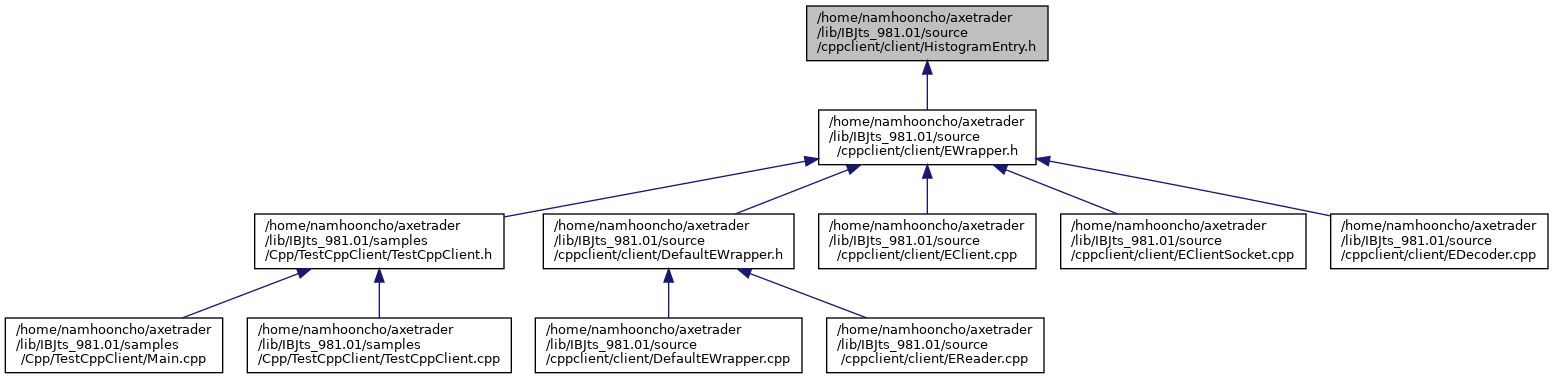 /home/namhooncho/axetrader
/lib/IBJts_981.01/source
/cppclient/client/HistogramEntry.h
/home/namhooncho/axetrader
/lib/IBJts_981.01/source
/cppclient/client/EWrapper.h
/home/namhooncho/axetrader
/lib/IBJts_981.01/samples
/Cpp/TestCppClient/TestCppClient.h
/home/namhooncho/axetrader
/lib/IBJts_981.01/source
/cppclient/client/DefaultEWrapper.h
/home/namhooncho/axetrader
/lib/IBJts_981.01/source
/cppclient/client/EClient.cpp
/home/namhooncho/axetrader
/lib/IBJts_981.01/source
/cppclient/client/EClientSocket.cpp
/home/namhooncho/axetrader
/lib/IBJts_981.01/source
/cppclient/client/EDecoder.cpp
/home/namhooncho/axetrader
/lib/IBJts_981.01/samples
/Cpp/TestCppClient/Main.cpp
/home/namhooncho/axetrader
/lib/IBJts_981.01/samples
/Cpp/TestCppClient/TestCppClient.cpp
/home/namhooncho/axetrader
/lib/IBJts_981.01/source
/cppclient/client/DefaultEWrapper.cpp
/home/namhooncho/axetrader
/lib/IBJts_981.01/source
/cppclient/client/EReader.cpp